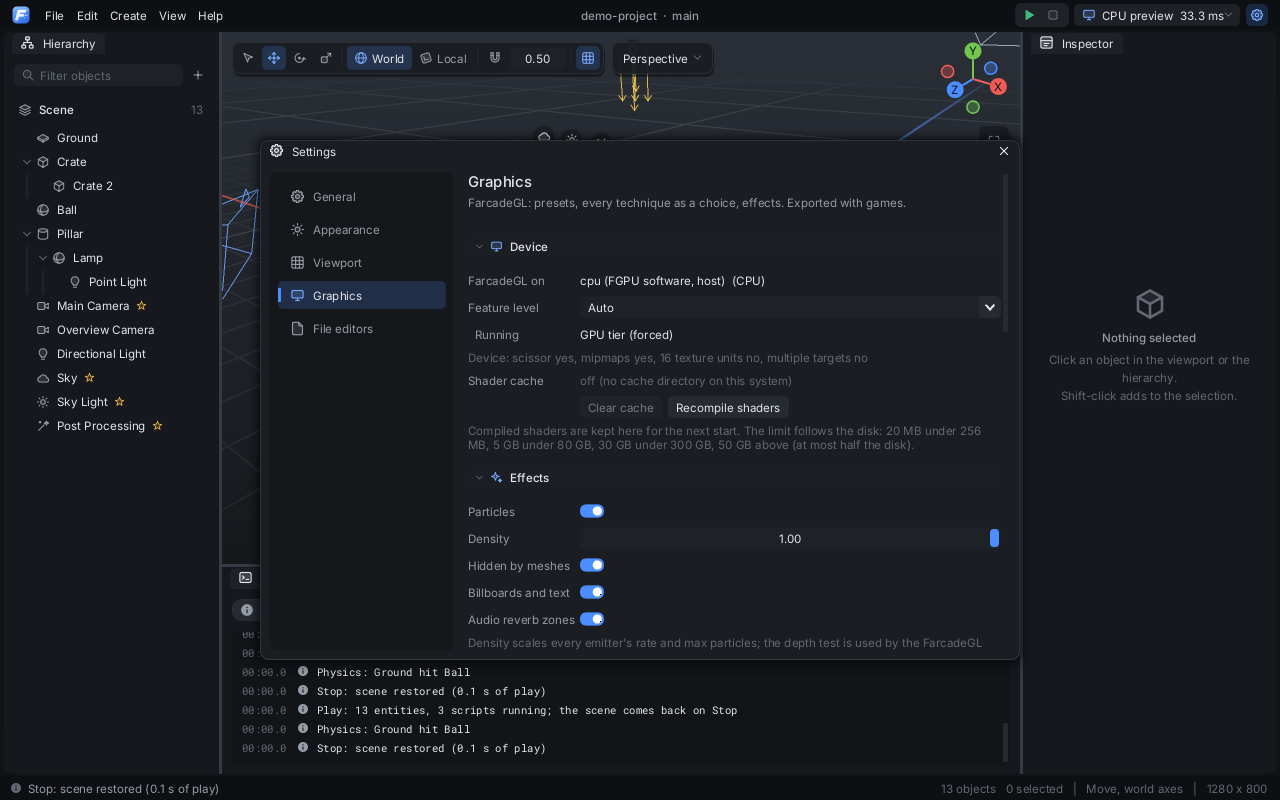 File Edit Create View Help
demo-project · main
CPU preview 33.3 ms
Hierarchy
Filter objects
Scene 13
Ground
Crate
Crate 2
Ball
Pillar
Lamp
Point Light
Main Camera
Overview Camera
Directional Light
Sky
Sky Light
Post Processing
World Local 0.50
Perspective
Y
X
Z
Settings
General
Appearance
Viewport
Graphics
File editors
Graphics
FarcadeGL: presets, every technique as a choice, effects. Exported with games.
Device
FarcadeGL on cpu (FGPU software, host) (CPU)
Feature level Auto
Running GPU tier (forced)
Device: scissor yes, mipmaps yes, 16 texture units no, multiple targets no
Shader cache off (no cache directory on this system)
Clear cache Recompile shaders
Compiled shaders are kept here for the next start. The limit follows the disk: 20 MB under 256
MB, 5 GB under 80 GB, 30 GB under 300 GB, 50 GB above (at most half the disk).
Effects
Particles
Density 1.00
Hidden by meshes
Billboards and text
Audio reverb zones
Density scales every emitter's rate and max particles; the depth test is used by the FarcadeGL
00:00.0 Physics: Ground hit Ball
00:00.0 Stop: scene restored (0.1 s of play)
00:00.0 Play: 13 entities, 3 scripts running; the scene comes back on Stop
00:00.0 Physics: Ground hit Ball
00:00.0 Stop: scene restored (0.1 s of play)
Inspector
Nothing selected
Click an object in the viewport or the
hierarchy.
Shift-click adds to the selection.
Stop: scene restored (0.1 s of play)
13 objects 0 selected | Move, world axes | 1280 x 800